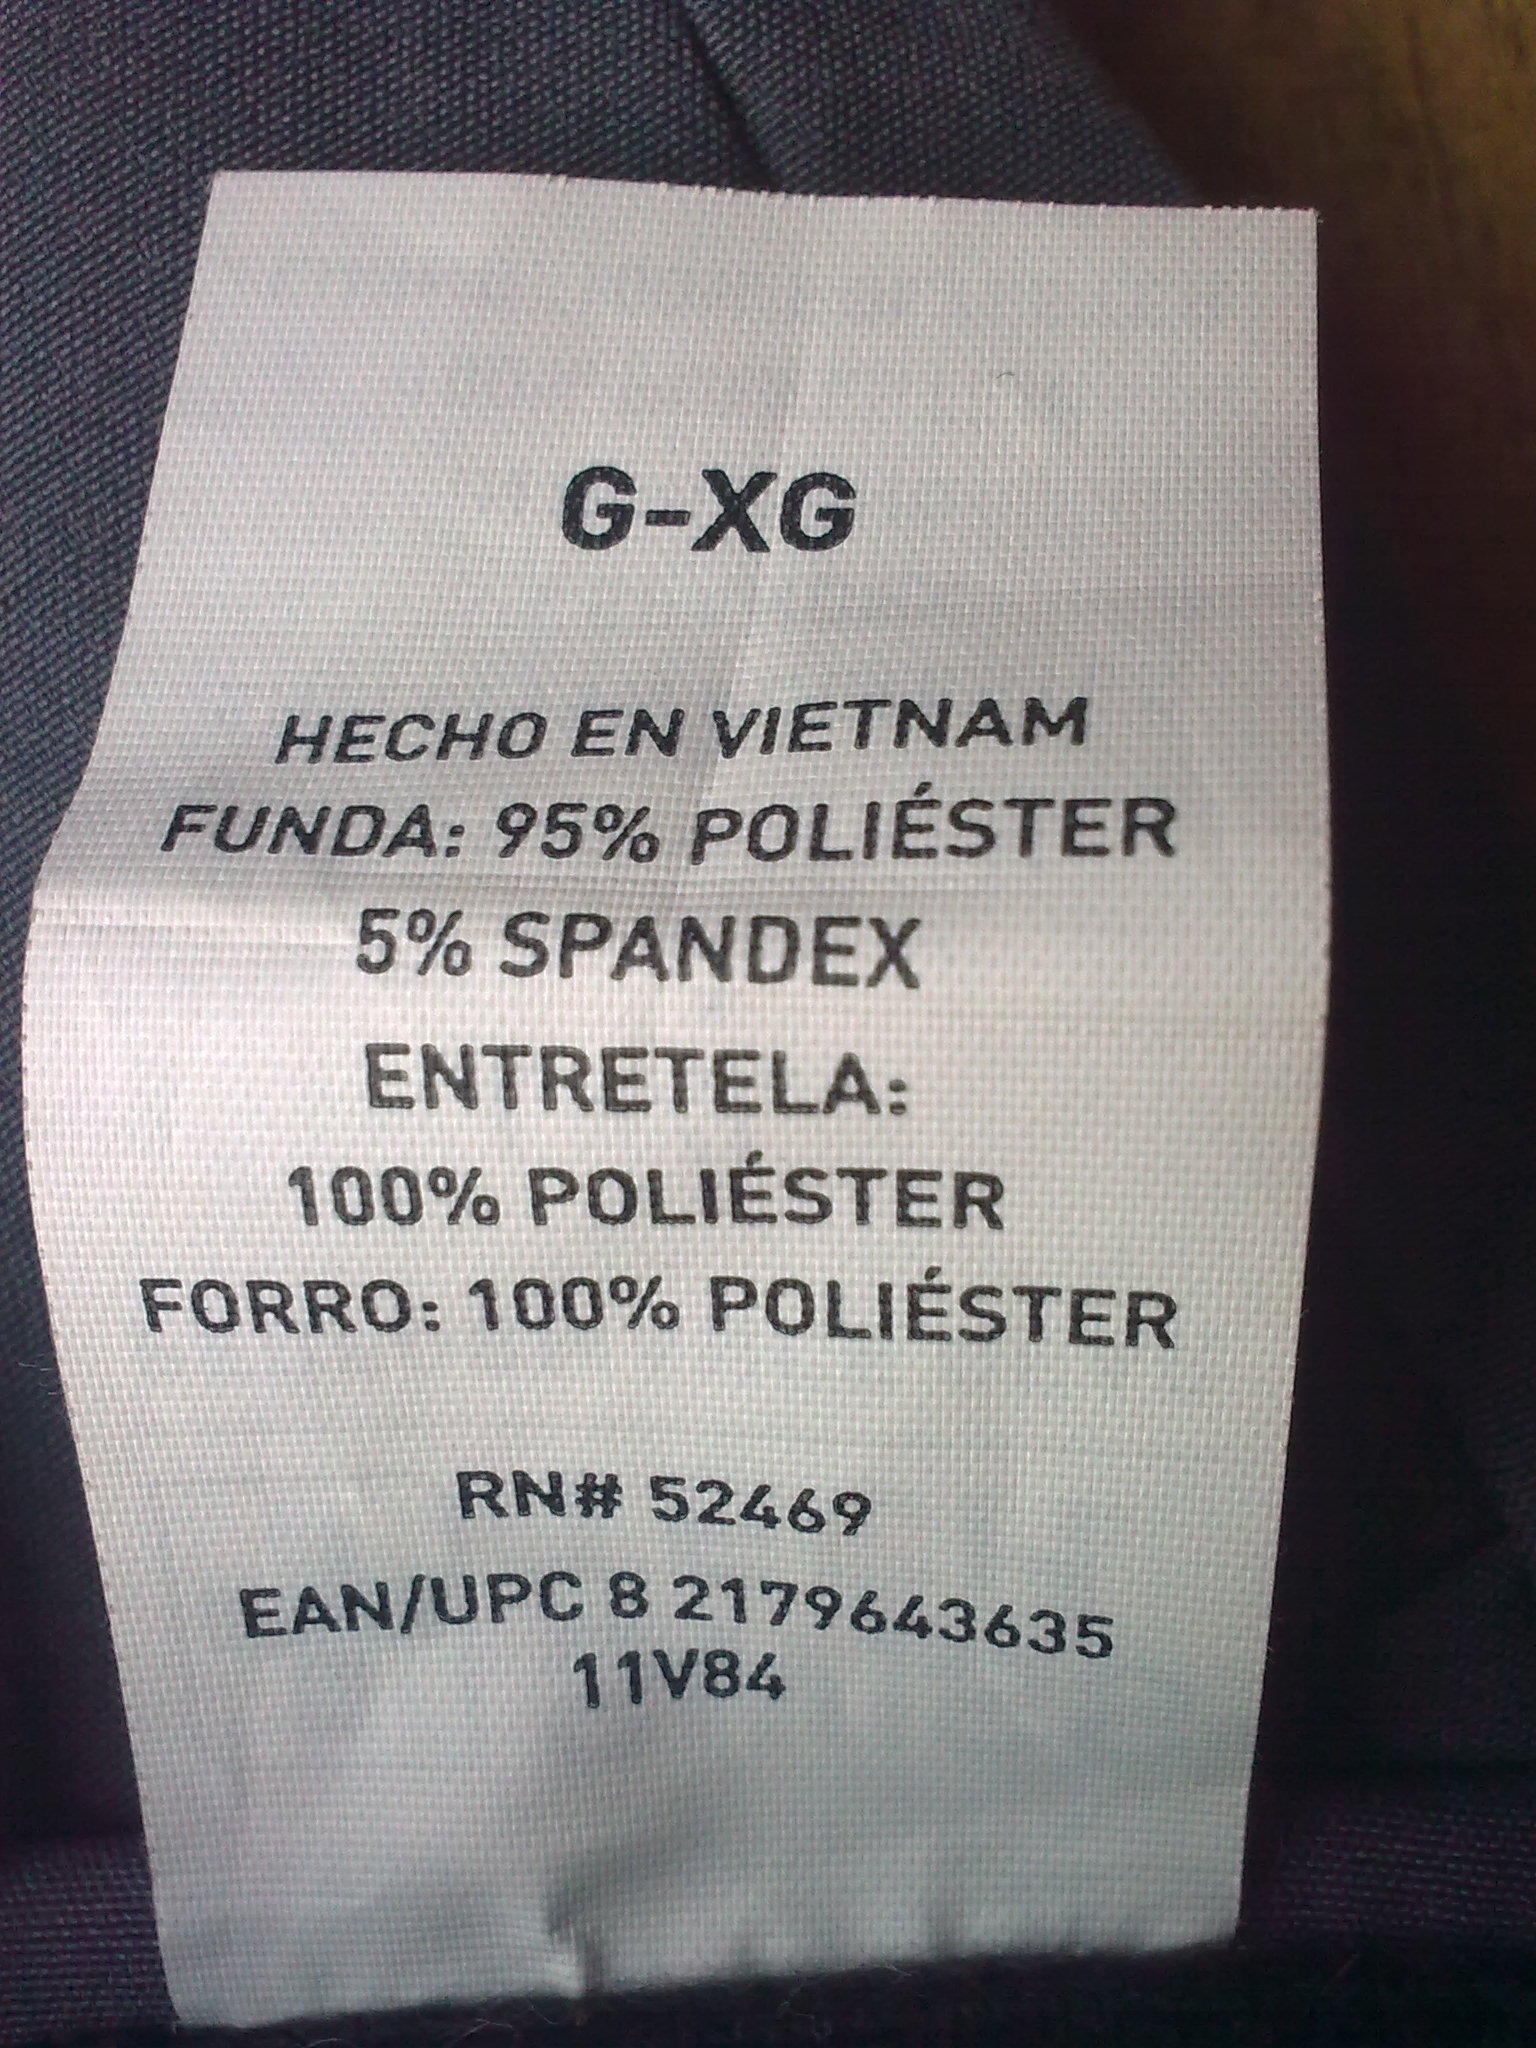 G-XG
HECHO EN VIETNAM
FUNDA: 95% POLIÉSTER
5% SPANDEX
ENTRETELA:
100% POLIÉSTER
FORRO: 100% POLIÉSTER
RN# 52469
EAN/UPC 8 2179643635
11V84